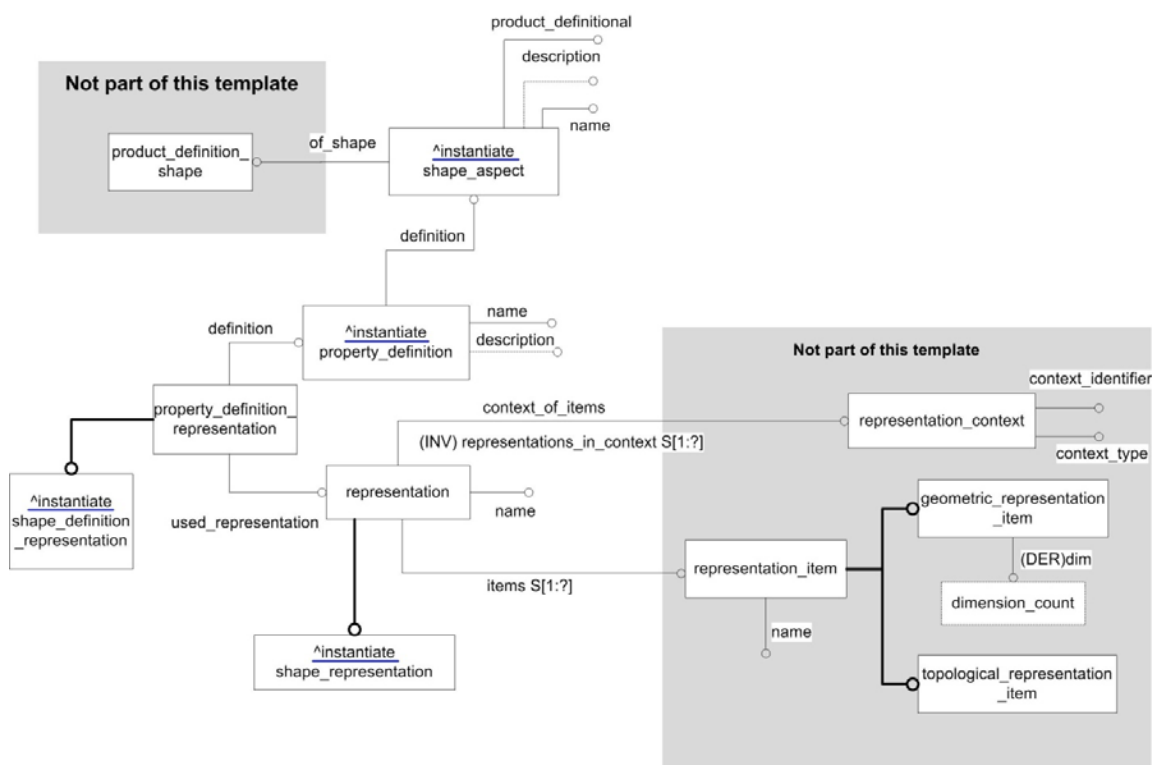 product_definitional
description
Not part of this template
name
of_shape
product_definition_
shape
^instantiate
shape_aspect
definition
name
definition
^instantiate
property_definition
description
Not part of this template
context_identifier
property_definition_
representation
context_of_items
representation_context
(INV) representations_in_context S[1:?]
context_type
^instantiate
shape_definition
_representation
representation
name
used_representation
geometric_representation
_item
representation_item
(DER)dim
items S[1:?]
dimension_count
name
^instantiate
shape_representation
topological_representation
_item